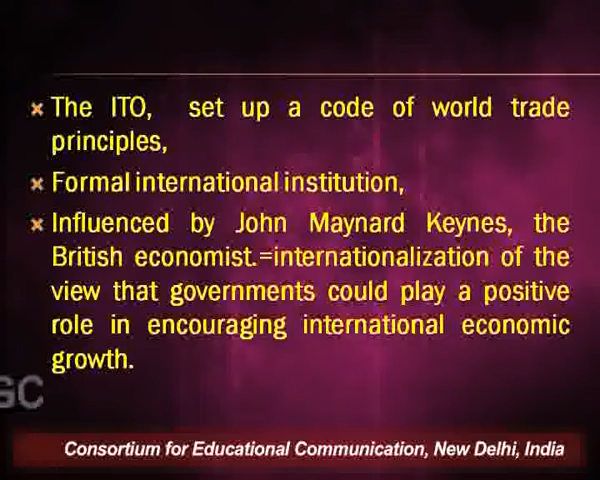 The ITO, set up a code of world trade
principles,
Formal international institution,
Influenced by John Maynard Keynes, the
British economist.=internationalization of the
view that governments could play a positive
role in encouraging international economic
growth.
GC
Consortium for Educational Communication, New Delhi, India